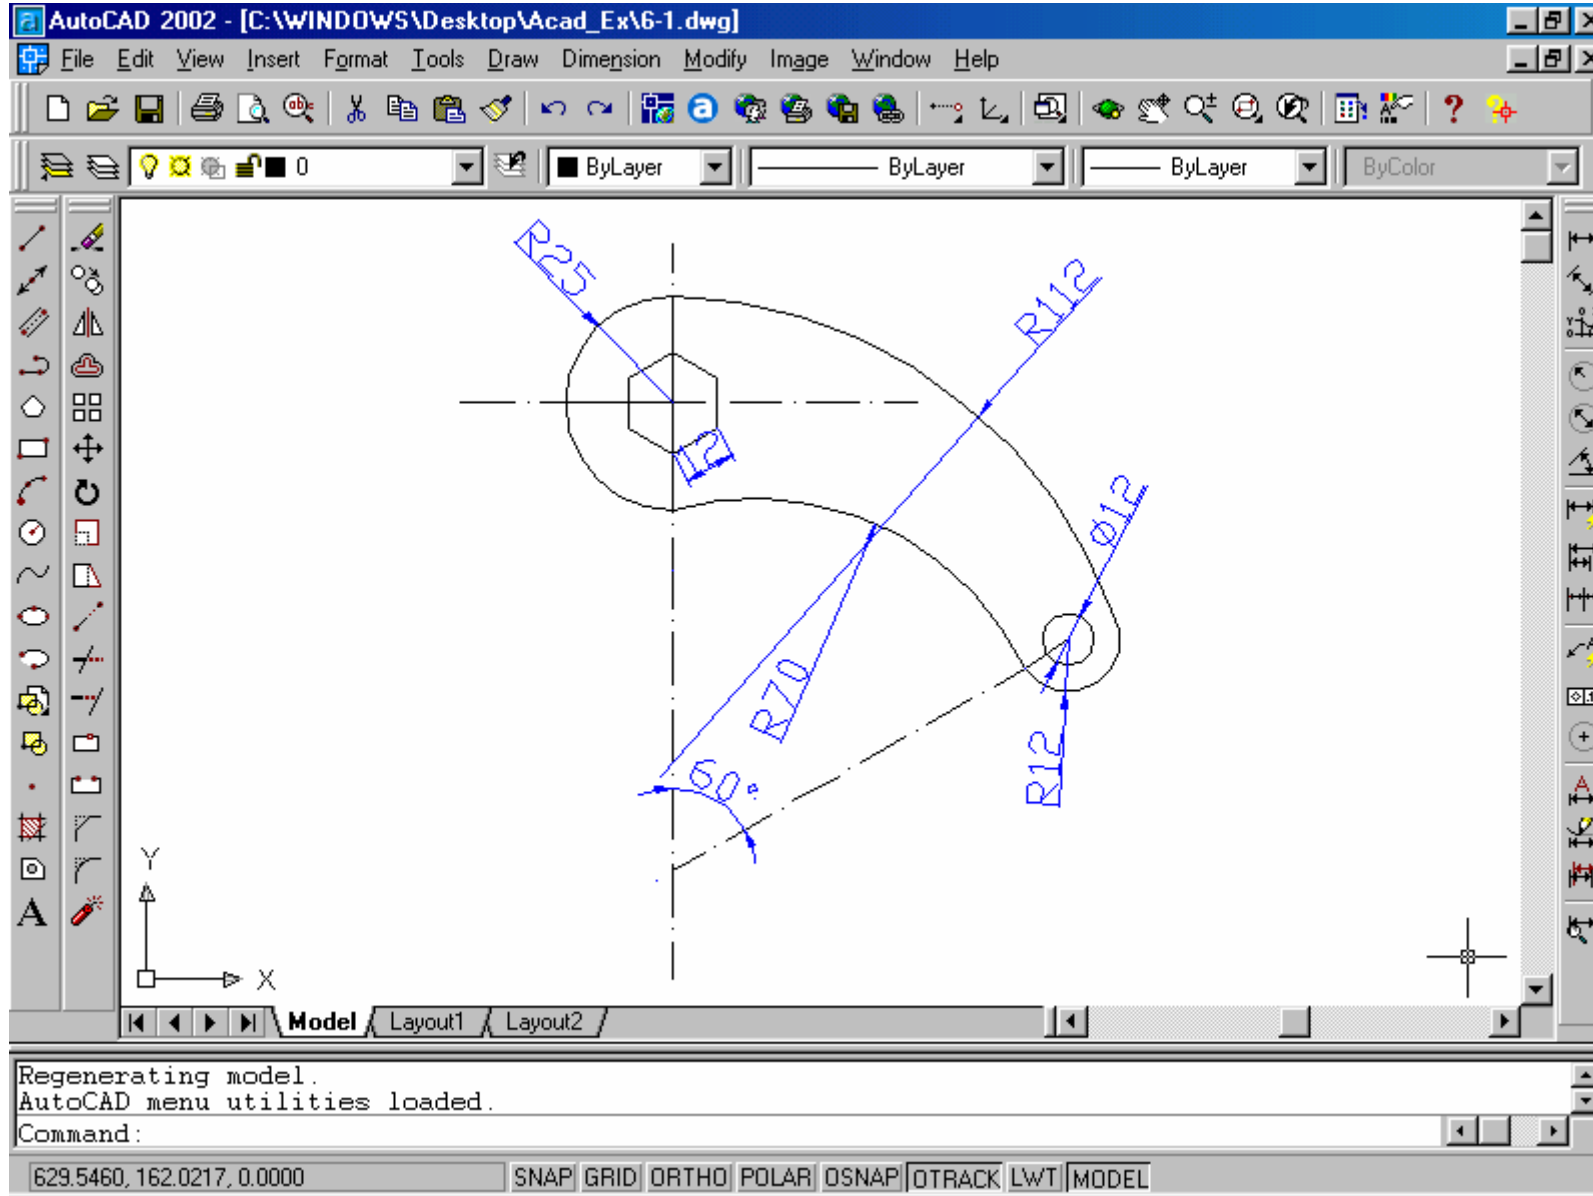 AutoCAD 2002 - [C:\WINDOWS\Desktop\Acad_Ex\6-1.dwg]
File Edit View Insert Format Tools Draw Dimension Modify Image Window Help
0 ByLayer ByLayer ByLayer ByColor
R25
R112
12
Ø12
R70
R12
60°
Y
X
A
Model Layout1 Layout2
Regenerating model.
AutoCAD menu utilities loaded.
Command:
629.5460, 162.0217, 0.0000 SNAP GRID ORTHO POLAR OSNAP OTRACK LWT MODEL